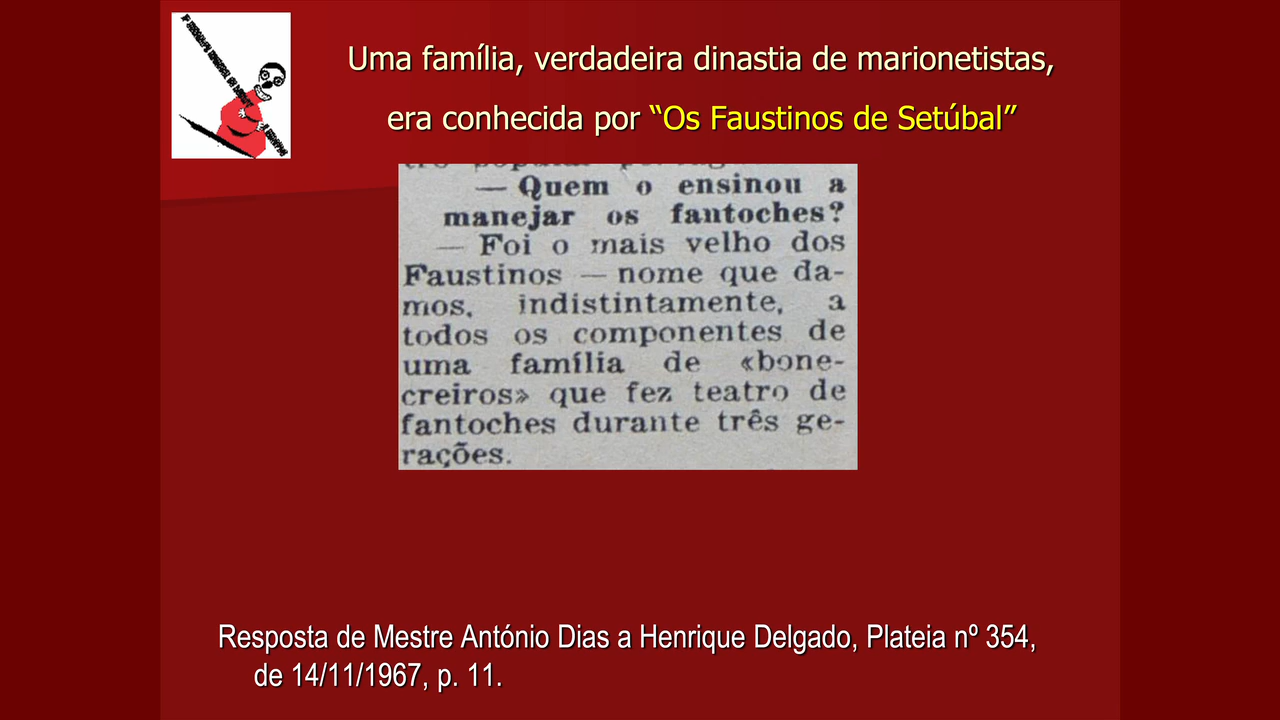 Uma família, verdadeira dinastia de marionetistas,
era conhecida por “Os Faustinos de Setúbal”
— Quem o ensinou a
manejar os fantoches?
— Foi o mais velho dos
Faustinos — nome que da-
mos, indistintamente, a
todos os componentes de
uma família de «bone-
creiros» que fez teatro de
fantoches durante três ge-
rações.
Resposta de Mestre António Dias a Henrique Delgado, Plateia nº 354,
de 14/11/1967, p. 11.